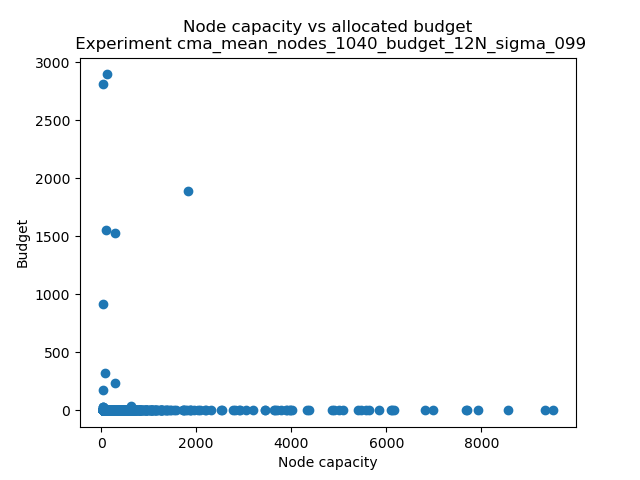 Node capacity vs allocated budget
Experiment cma_mean_nodes_1040_budget_12N_sigma_099
3000
2500
2000
1500
1000
500
0
Budget
0 2000 4000 6000 8000
Node capacity